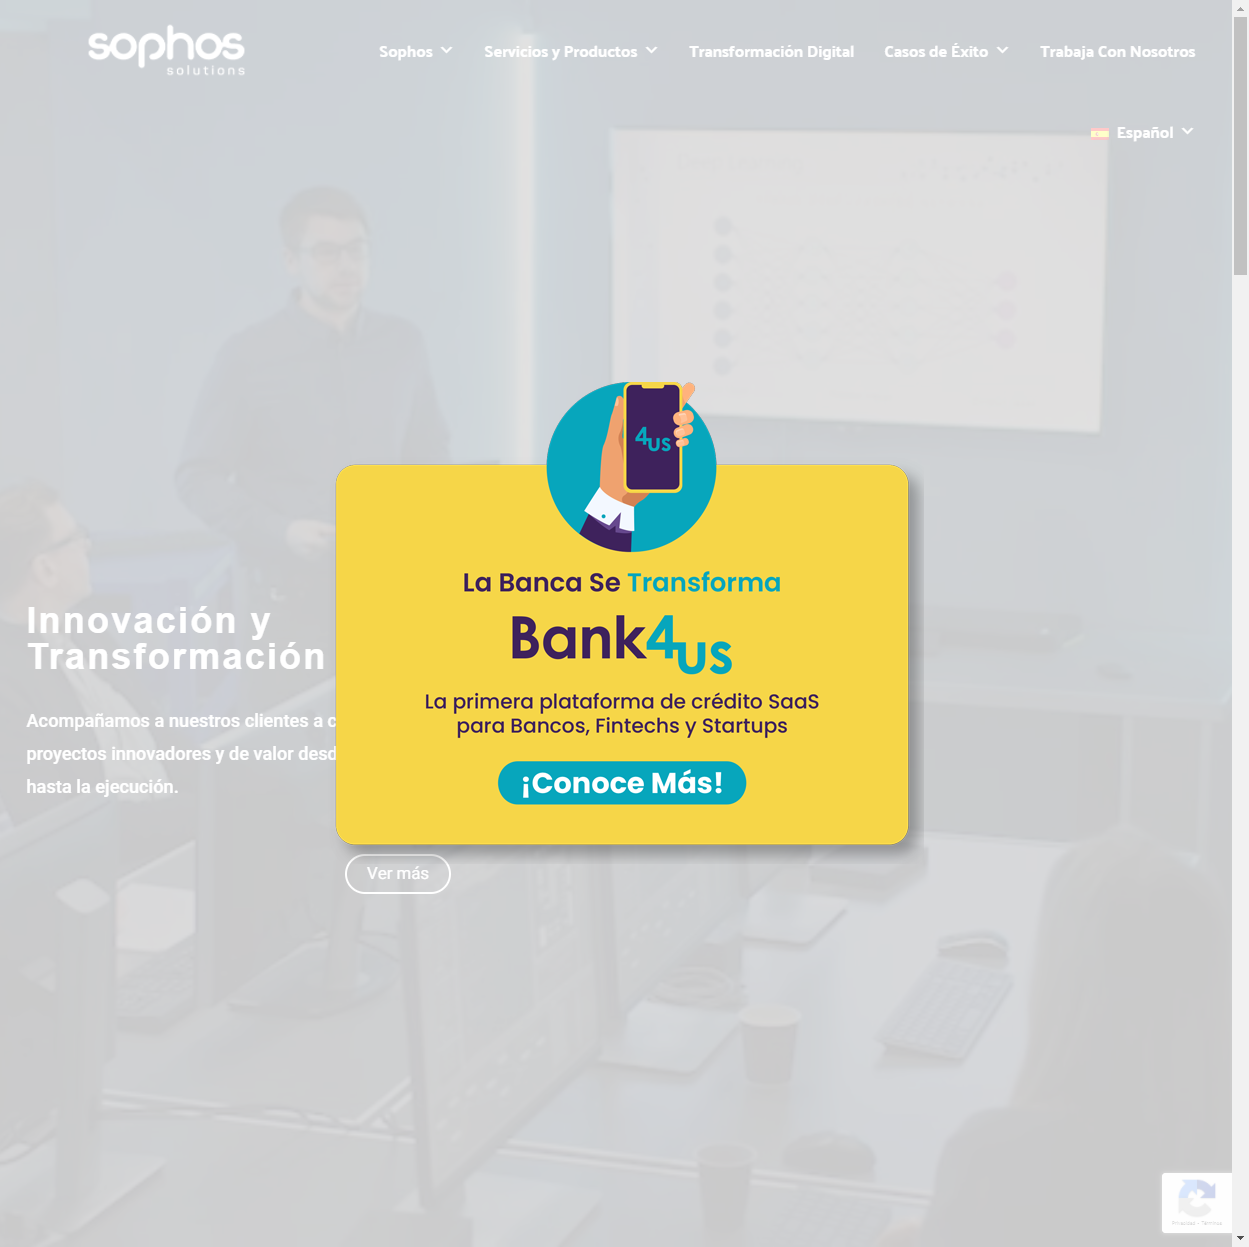 sophos
solutions
Sophos
Servicios y Productos
Transformación Digital
Casos de Éxito
Trabaja Con Nosotros
Español
4us
La Banca Se Transforma
Bank4us
La primera plataforma de crédito SaaS
para Bancos, Fintechs y Startups
¡Conoce Más!
Innovación y
Transformación
Acompañamos a nuestros clientes a c
proyectos innovadores y de valor desd
hasta la ejecución.
Ver más
Privacidad - Términos